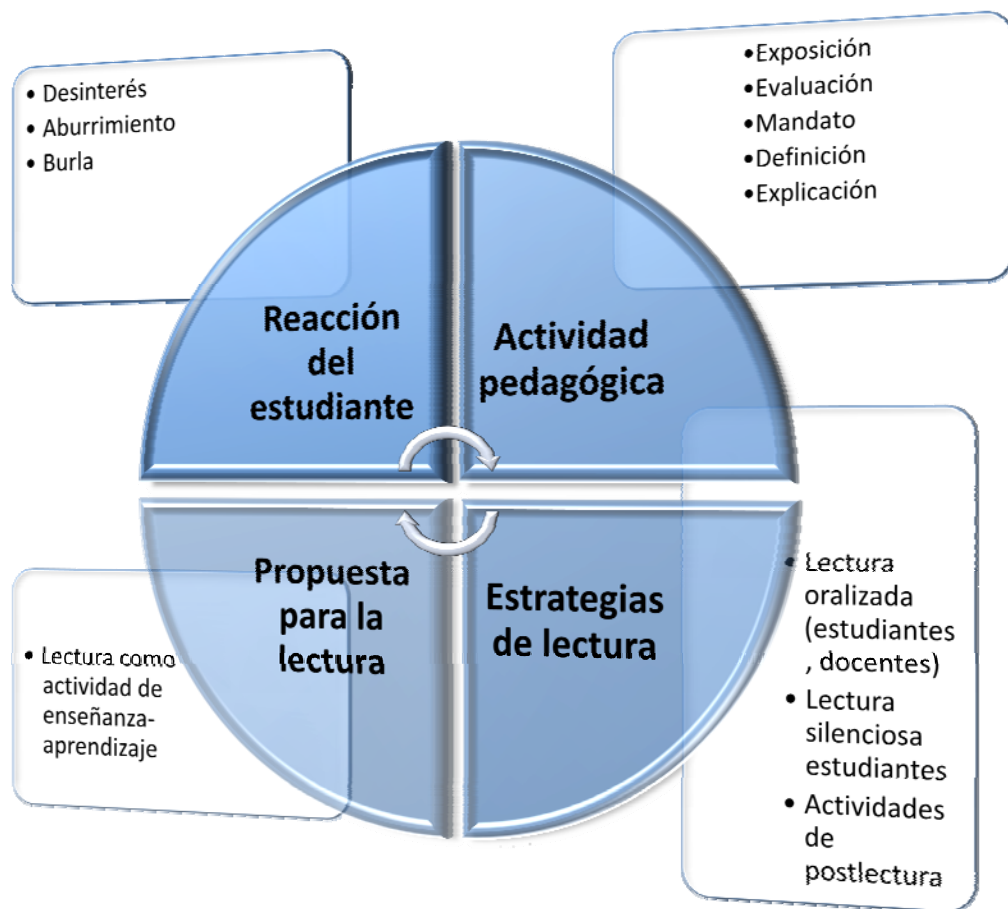 • Desinterés
• Aburrimiento
• Burla
•Exposición
•Evaluación
•Mandato
•Definición
•Explicación
Reacción
del
estudiante
Actividad
pedagógica
Propuesta
para la
lectura
Estrategias
de lectura
• Lectura como
actividad de
enseñanza-
aprendizaje
• Lectura
oralizada
(estudiantes
, docentes)
• Lectura
silenciosa
estudiantes
• Actividades
de
postlectura